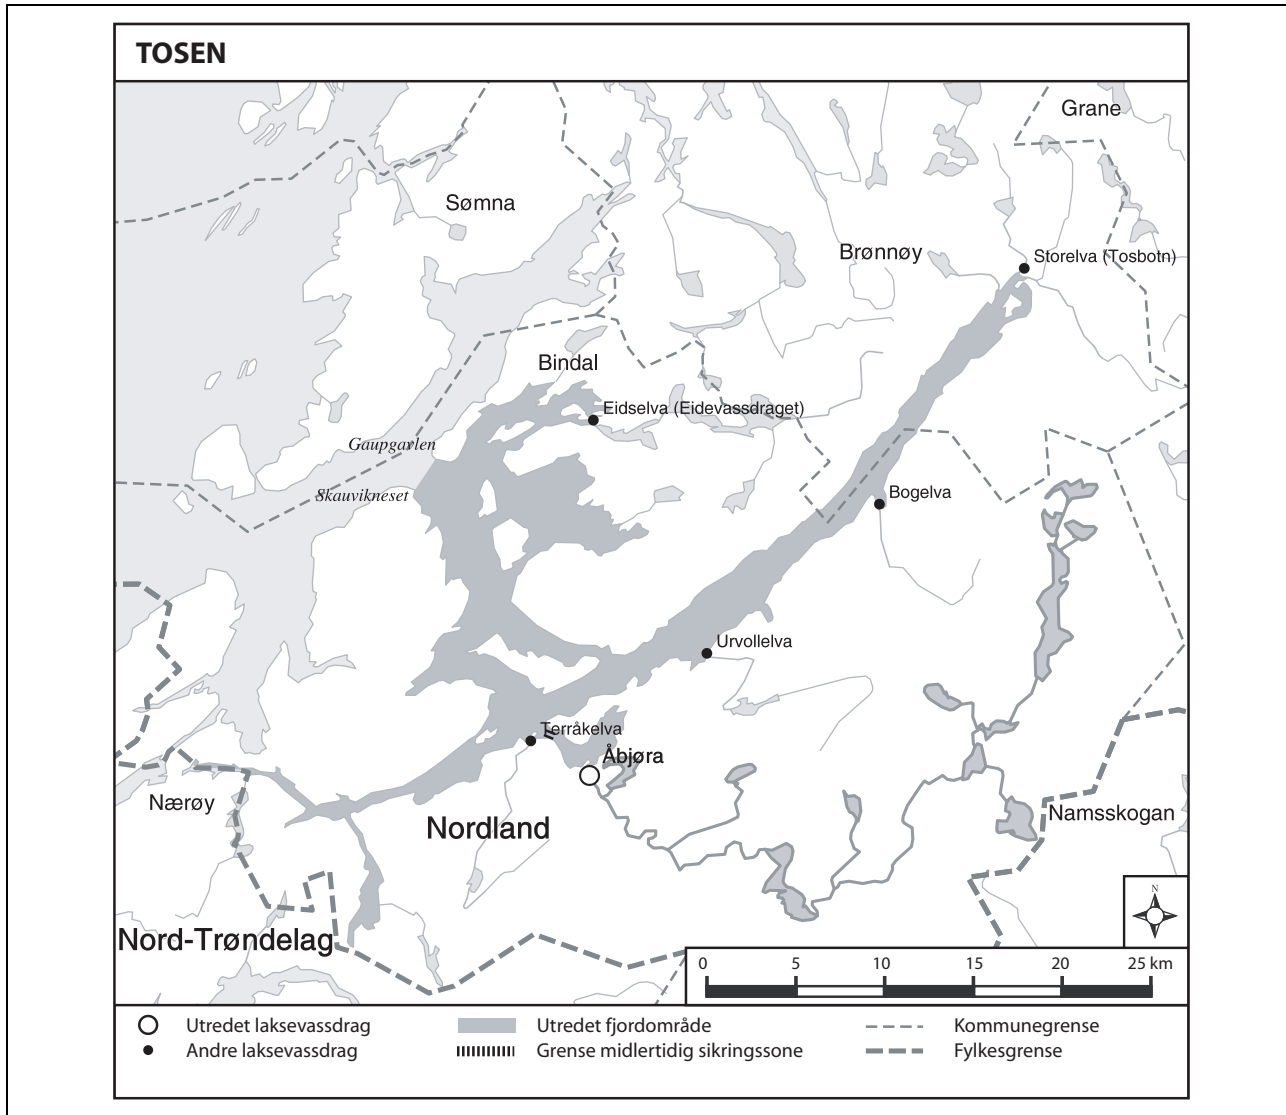 TOSEN
Grane
Sømna
Brønnøy
Storelva (Tosbotn)
Bindal
Eidselva (Eidevassdraget)
Gaupgavlen
Skauvikneset
Bogelva
Urvollelva
Terråkelva
Åbjøra
Nærøy
Nordland
Namsskogan
Nord-Trøndelag
N
0 5 10 15 20 25 km
Utredet laksevassdrag
Utredet fjordområde
Kommunegrense
Andre laksevassdrag
Grense midlertidig sikringssone
Fylkesgrense